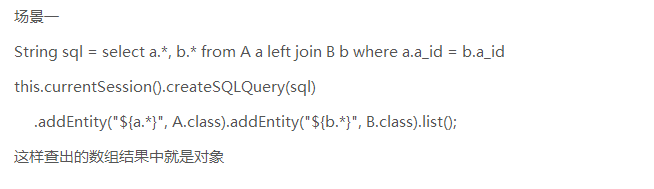 场景一
String sql = select a.*, b.* from A a left join B b where a.a_id = b.a_id
this.currentSession().createSQLQuery(sql)
.addEntity("${a.*}", A.class).addEntity("${b.*}", B.class).list();
这样查出的数组结果中就是对象